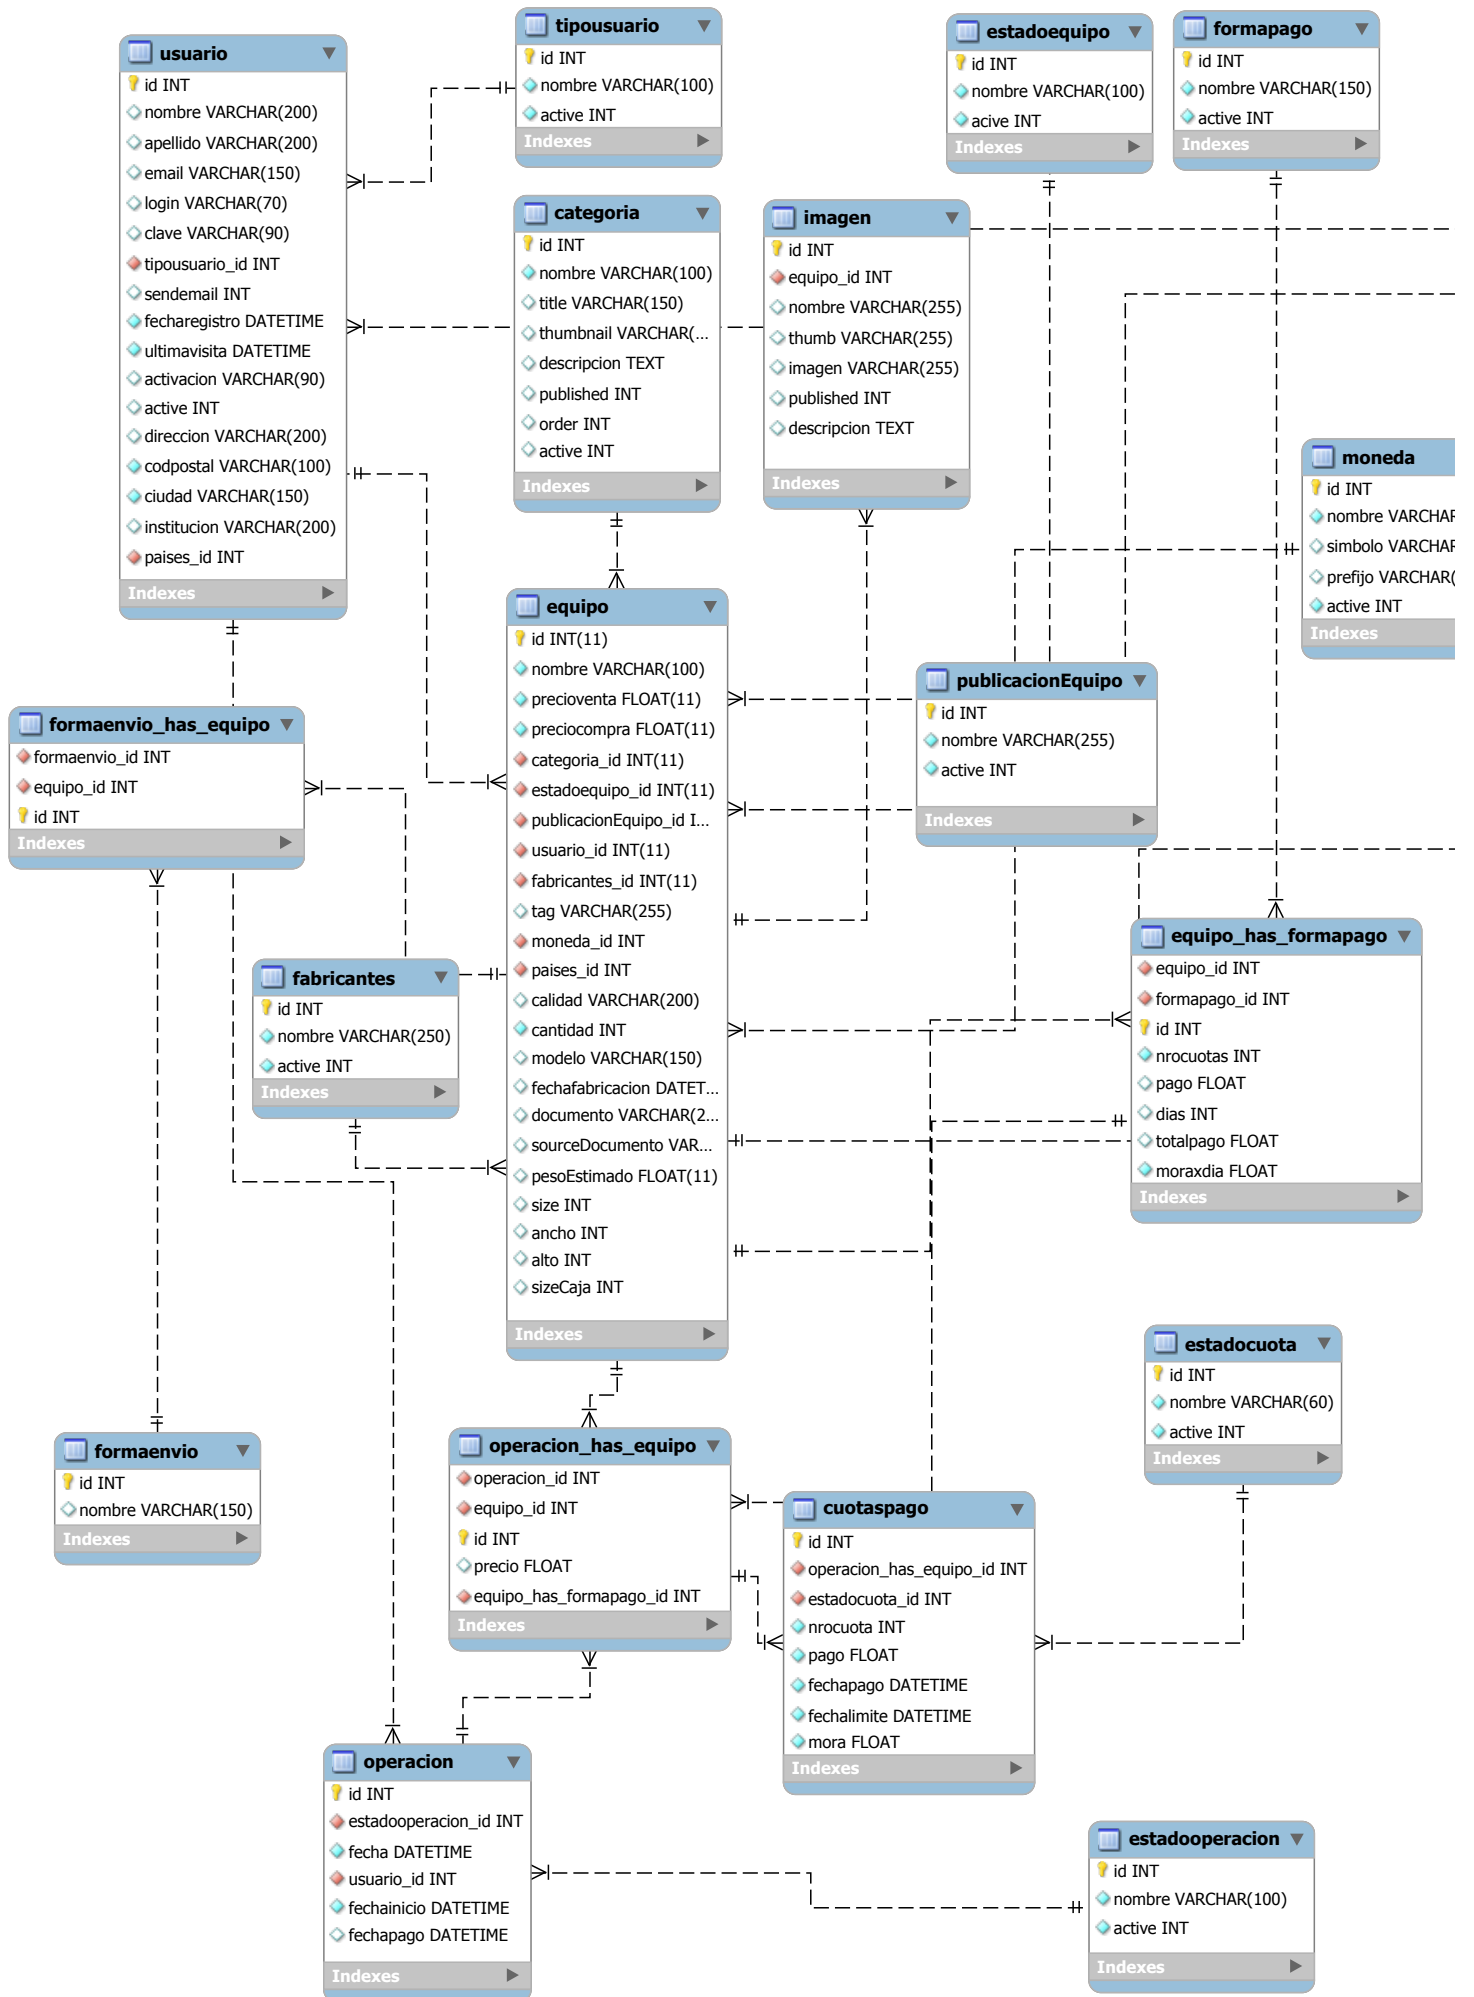 usuario
id INT
nombre VARCHAR(200)
apellido VARCHAR(200)
email VARCHAR(150)
login VARCHAR(70)
clave VARCHAR(90)
tipousuario_id INT
sendemail INT
fecharegistro DATETIME
ultimavisita DATETIME
activacion VARCHAR(90)
active INT
direccion VARCHAR(200)
codpostal VARCHAR(100)
ciudad VARCHAR(150)
institucion VARCHAR(200)
paises_id INT
Indexes
tipousuario
id INT
nombre VARCHAR(100)
active INT
Indexes
estadoequipo
id INT
nombre VARCHAR(100)
acive INT
Indexes
formapago
id INT
nombre VARCHAR(150)
active INT
Indexes
categoria
id INT
nombre VARCHAR(100)
title VARCHAR(150)
thumbnail VARCHAR(...
descripcion TEXT
published INT
order INT
active INT
Indexes
imagen
id INT
equipo_id INT
nombre VARCHAR(255)
thumb VARCHAR(255)
imagen VARCHAR(255)
published INT
descripcion TEXT
Indexes
moneda
id INT
nombre VARCHAR
simbolo VARCHAR
prefijo VARCHAR(
active INT
Indexes
equipo
id INT(11)
nombre VARCHAR(100)
precioventa FLOAT(11)
preciocompra FLOAT(11)
categoria_id INT(11)
estadoequipo_id INT(11)
publicacionEquipo_id I...
usuario_id INT(11)
fabricantes_id INT(11)
tag VARCHAR(255)
moneda_id INT
paises_id INT
calidad VARCHAR(200)
cantidad INT
modelo VARCHAR(150)
fechafabricacion DATET...
documento VARCHAR(2...
sourceDocumento VAR...
pesoEstimado FLOAT(11)
size INT
ancho INT
alto INT
sizeCaja INT
Indexes
publicacionEquipo
id INT
nombre VARCHAR(255)
active INT
Indexes
formaenvio_has_equipo
formaenvio_id INT
equipo_id INT
id INT
Indexes
fabricantes
id INT
nombre VARCHAR(250)
active INT
Indexes
equipo_has_formapago
equipo_id INT
formapago_id INT
id INT
nrocuotas INT
pago FLOAT
dias INT
totalpago FLOAT
moraxdia FLOAT
Indexes
estadocuota
id INT
nombre VARCHAR(60)
active INT
Indexes
formaenvio
id INT
nombre VARCHAR(150)
Indexes
operacion_has_equipo
operacion_id INT
equipo_id INT
id INT
precio FLOAT
equipo_has_formapago_id INT
Indexes
cuotaspago
id INT
operacion_has_equipo_id INT
estadocuota_id INT
nrocuota INT
pago FLOAT
fechapago DATETIME
fechalimite DATETIME
mora FLOAT
Indexes
operacion
id INT
estadooperacion_id INT
fecha DATETIME
usuario_id INT
fechainicio DATETIME
fechapago DATETIME
Indexes
estadooperacion
id INT
nombre VARCHAR(100)
active INT
Indexes